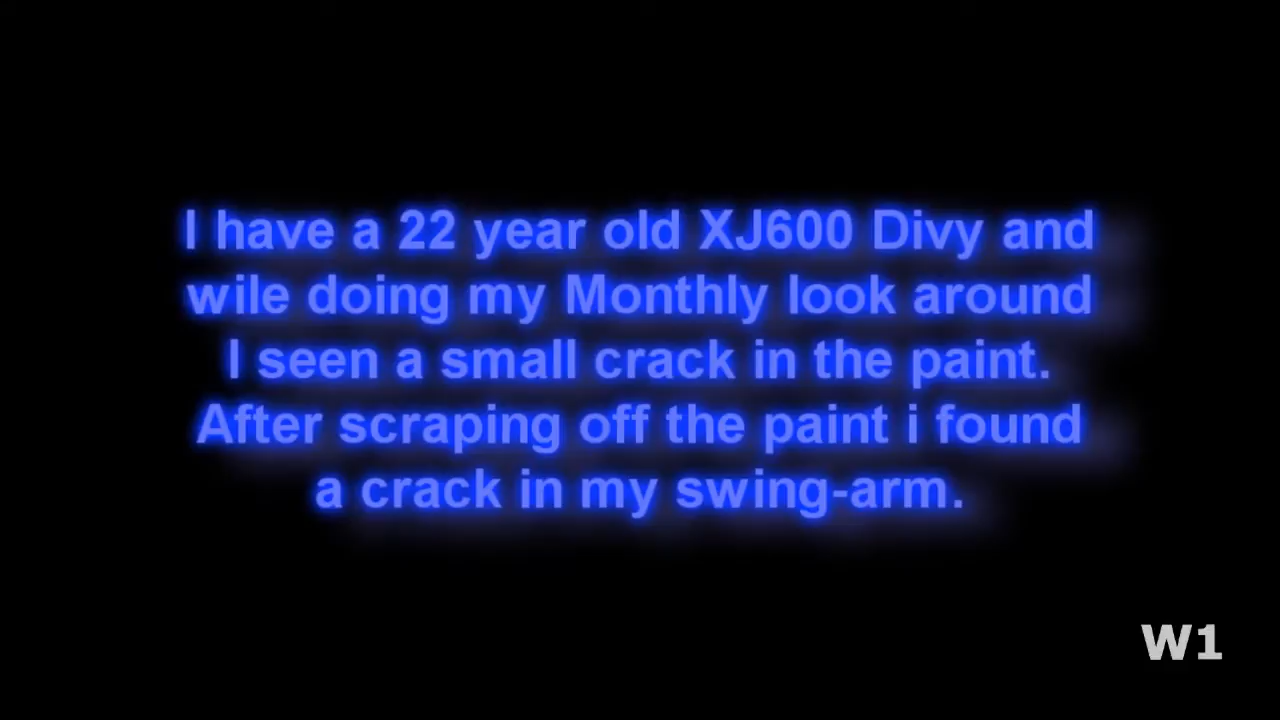 I have a 22 year old XJ600 Divy and
wile doing my Monthly look around
I seen a small crack in the paint.
After scraping off the paint i found
a crack in my swing-arm.
W1